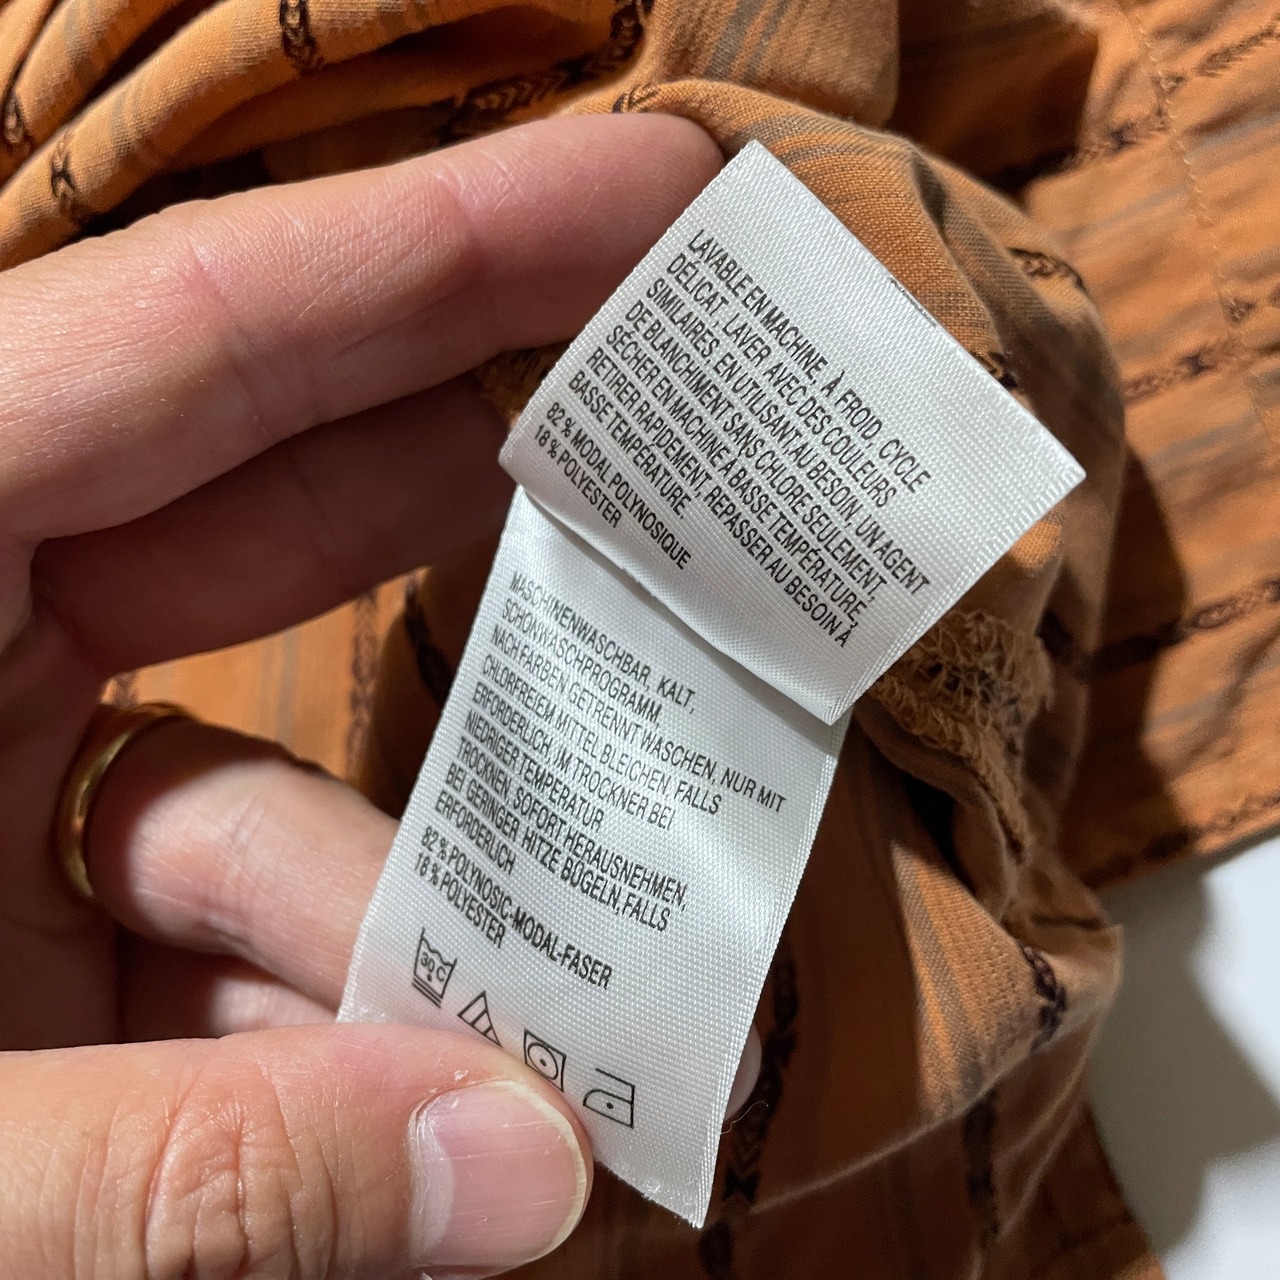 LAVABLE EN MACHINE, À FROID, CYCLE
DÉLICAT, LAVER AVEC DES COULEURS
SIMILAIRES, EN UTILISANT, AU BESOIN, UN AGENT
DE BLANCHIMENT SANS CHLORE SEULEMENT,
SÉCHER EN MACHINE À BASSE TEMPÉRATURE,
RETIRER RAPIDEMENT, REPASSER AU BESOIN À
BASSE TEMPERATURE.
82 % MODAL POLYNOSIQUE
18 % POLYESTER
MASCHINENWASCHBAR, KALT,
SCHONWASCHPROGRAMM,
NACH FARBEN GETRENNT WASCHEN, NUR MIT
CHLORFREIEM MITTEL BLEICHEN, FALLS
ERFORDERLICH, IM TROCKNER BEI
NIEDRIGER TEMPERATUR
TROCKNEN, SOFORT HERAUSNEHMEN,
BEI GERINGER HITZE BÜGELN, FALLS
ERFORDERLICH
82 % POLYNOSIC-MODAL-FASER
18 % POLYESTER
30°C